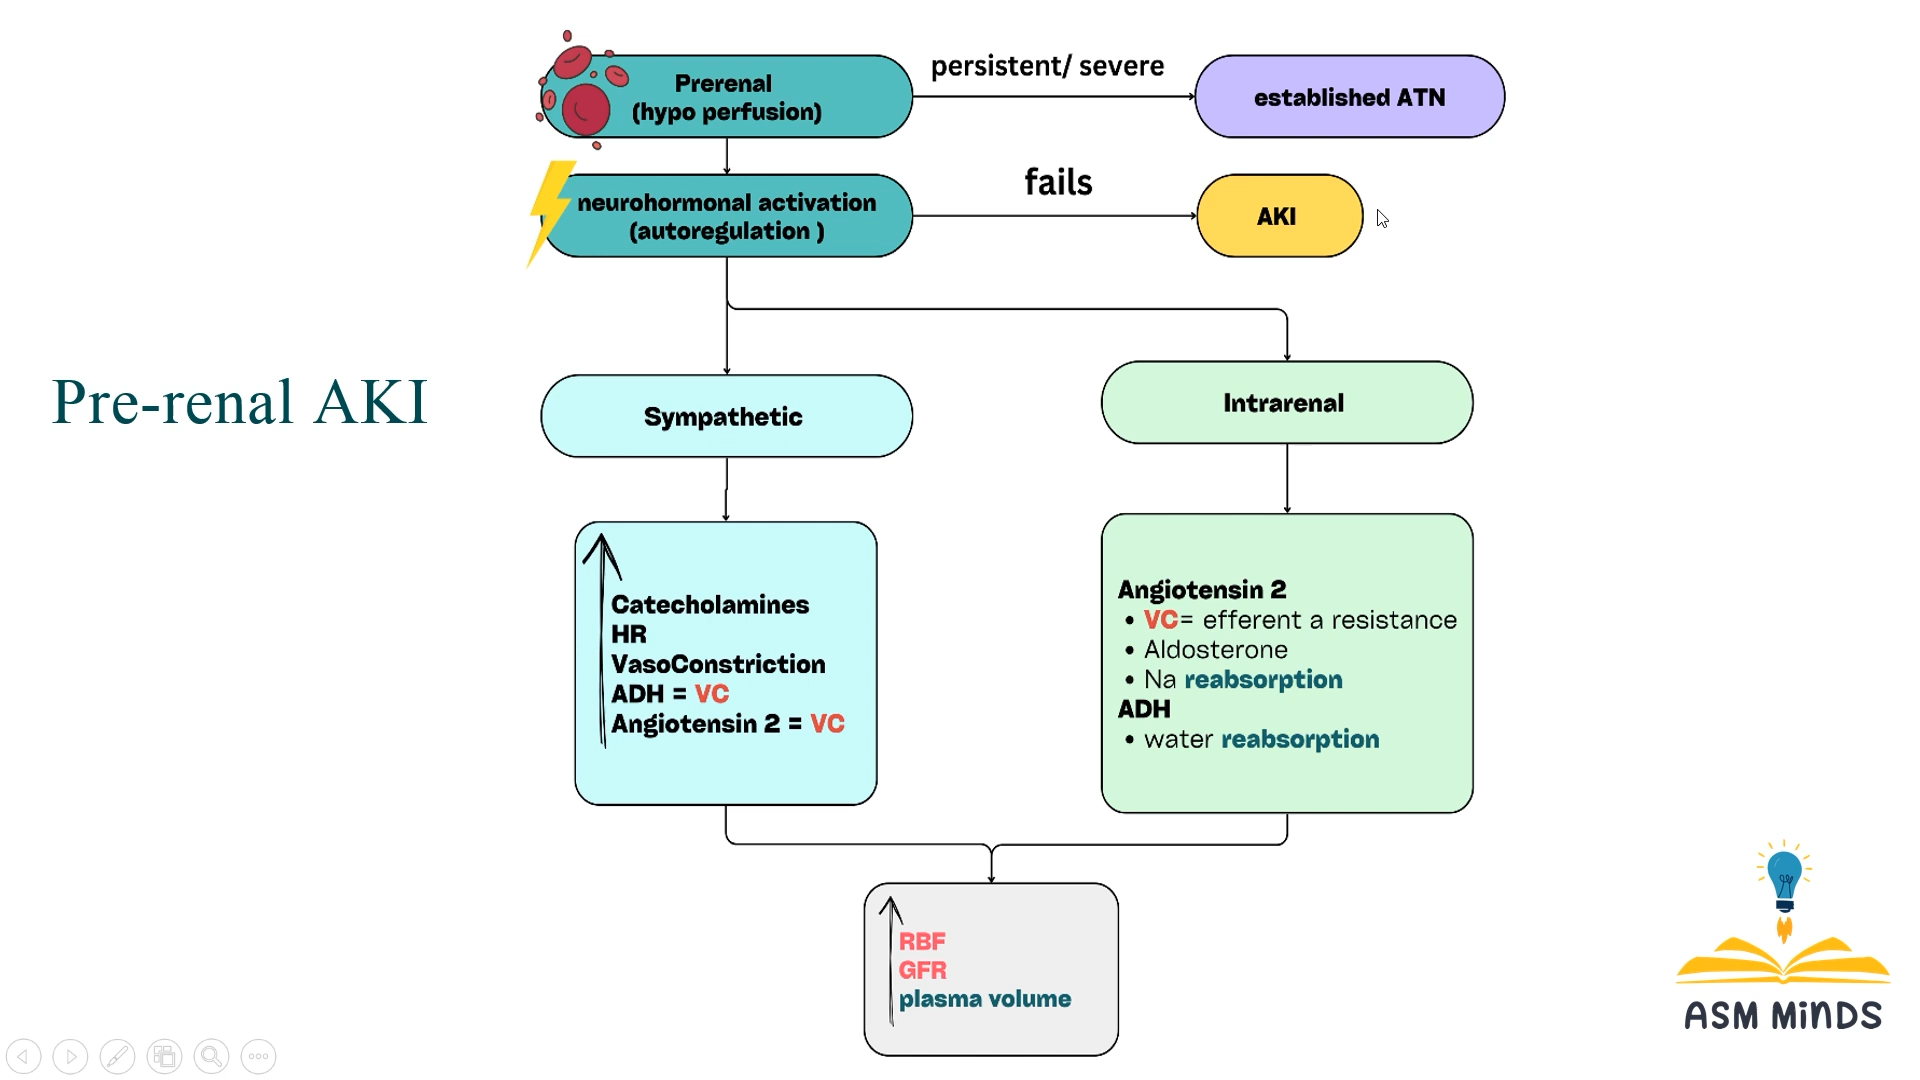 Prerenal
(hypo perfusion)
persistent/ severe
established ATN
neurohormonal activation
(autoregulation )
fails
AKI
Pre-renal AKI
Sympathetic
Intrarenal
Catecholamines
HR
VasoConstriction
ADH = VC
Angiotensin 2 = VC
Angiotensin 2
• VC= efferent a resistance
• Aldosterone
• Na reabsorption
ADH
• water reabsorption
RBF
GFR
plasma volume
ASM MiNDS